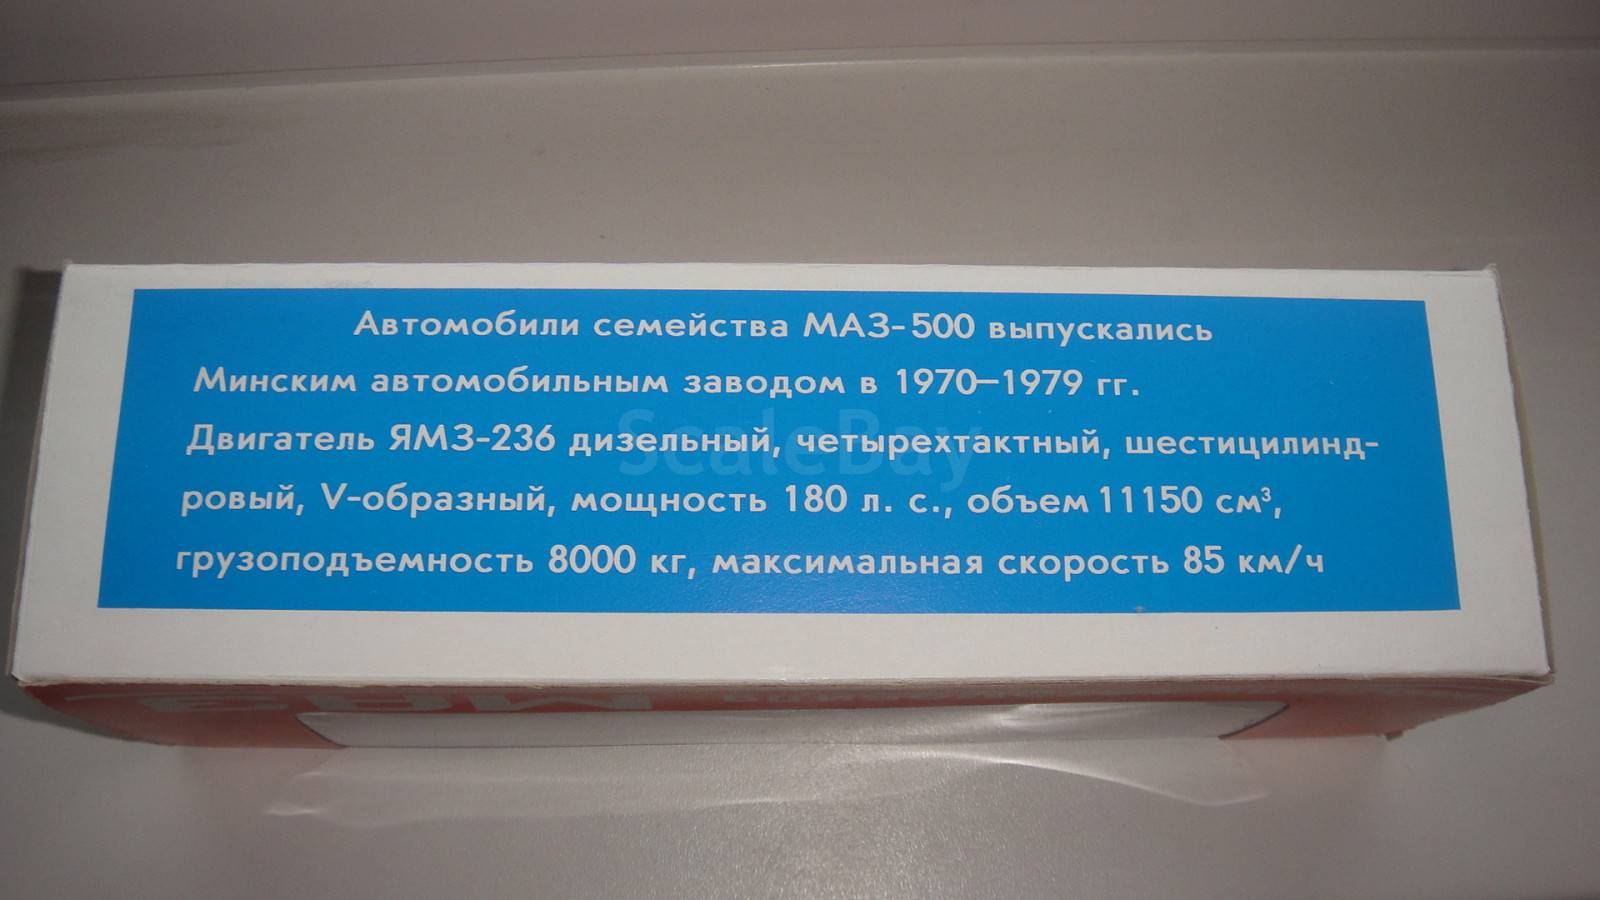 Автомобили семейства МАЗ-500 выпускались
Минским автомобильным заводом в 1970–1979 гг.
Двигатель ЯМЗ-236 дизельный, четырехтактный, шестицилинд-
ровый, V-образный, мощность 180 л. с., объем 11150 см³,
грузоподъемность 8000 кг, максимальная скорость 85 км/ч
ScaleBay